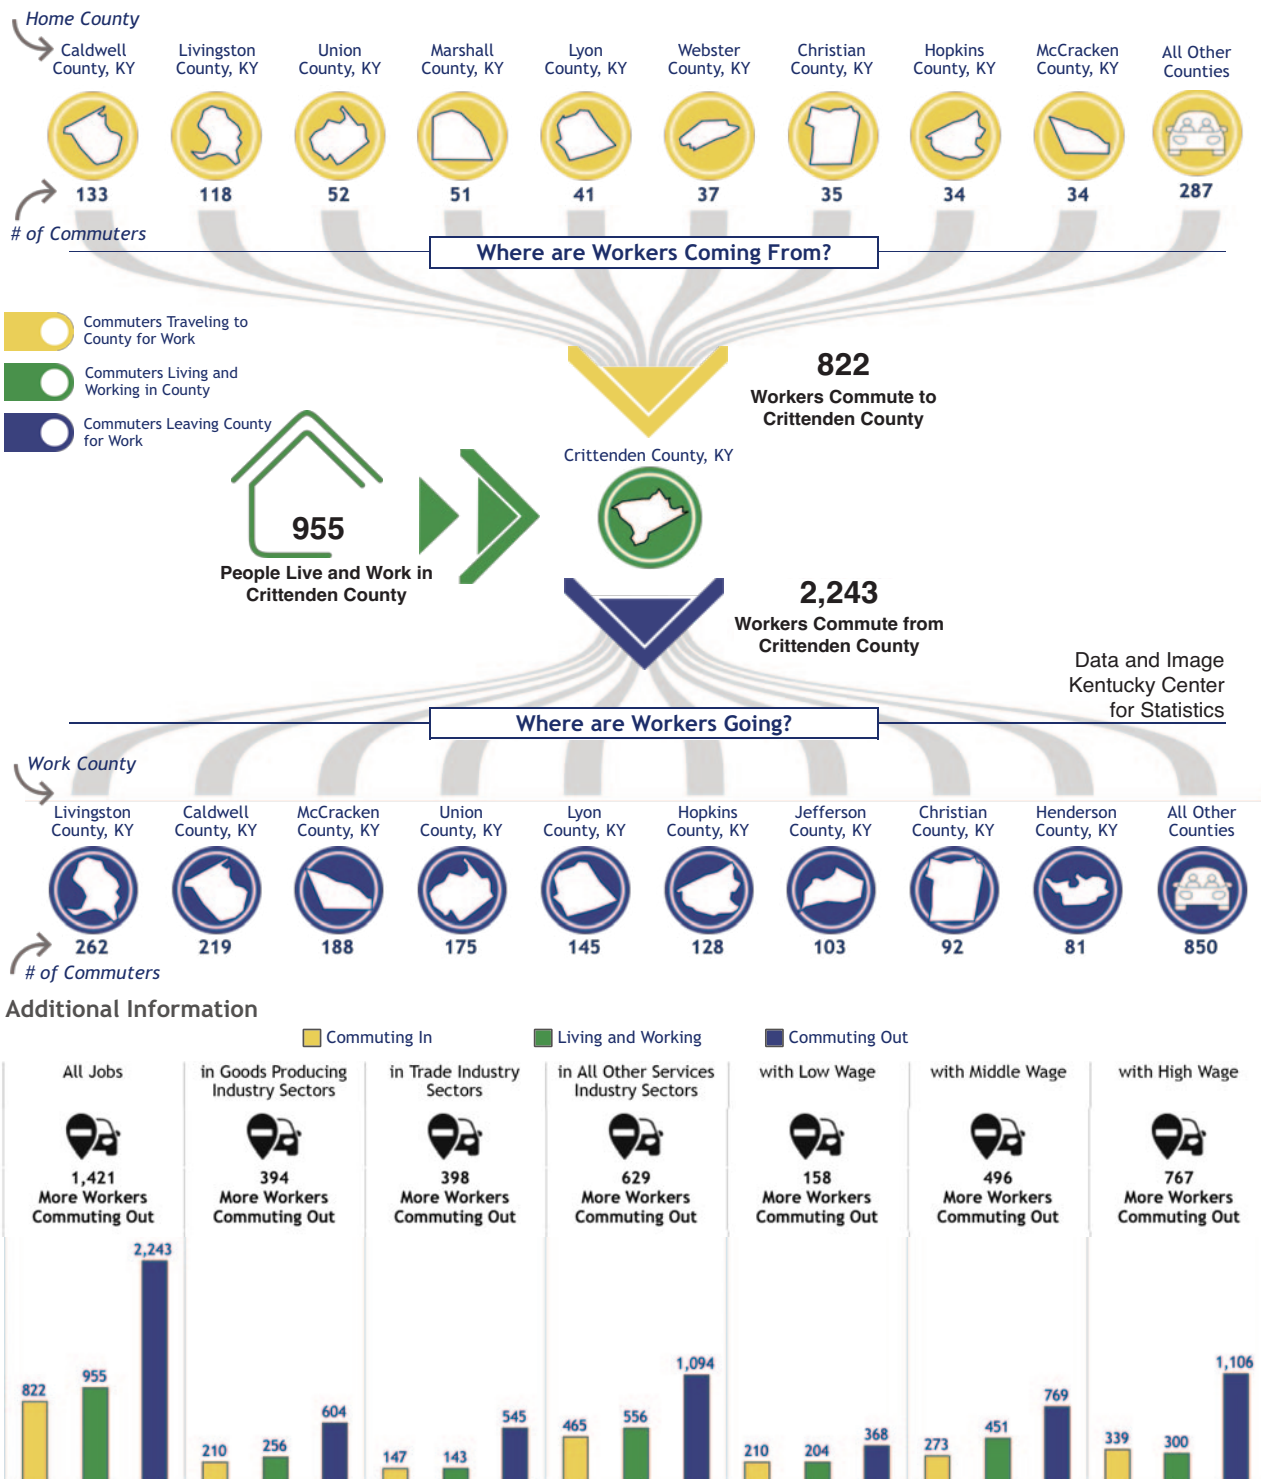 Home County
Caldwell
County, KY
Livingston
County, KY
Union
County, KY
Marshall
County, KY
Lyon
County, KY
Webster
County, KY
Christian
County, KY
Hopkins
County, KY
McCracken
County, KY
All Other
Counties
133
118
52
51
41
37
35
34
34
287
# of Commuters
Where are Workers Coming From?
Commuters Traveling to
County for Work
Commuters Living and
Working in County
Commuters Leaving County
for Work
822
Workers Commute to
Crittenden County
Crittenden County, KY
955
People Live and Work in
Crittenden County
2,243
Workers Commute from
Crittenden County
Data and Image
Kentucky Center
for Statistics
Where are Workers Going?
Work County
Livingston
County, KY
Caldwell
County, KY
McCracken
County, KY
Union
County, KY
Lyon
County, KY
Hopkins
County, KY
Jefferson
County, KY
Christian
County, KY
Henderson
County, KY
All Other
Counties
262
219
188
175
145
128
103
92
81
850
# of Commuters
Additional Information
Commuting In
Living and Working
Commuting Out
All Jobs
1,421
More Workers
Commuting Out
822
955
2,243
in Goods Producing
Industry Sectors
394
More Workers
Commuting Out
210
256
604
in Trade Industry
Sectors
398
More Workers
Commuting Out
147
143
545
in All Other Services
Industry Sectors
629
More Workers
Commuting Out
465
556
1,094
with Low Wage
158
More Workers
Commuting Out
210
204
368
with Middle Wage
496
More Workers
Commuting Out
273
451
769
with High Wage
767
More Workers
Commuting Out
339
300
1,106